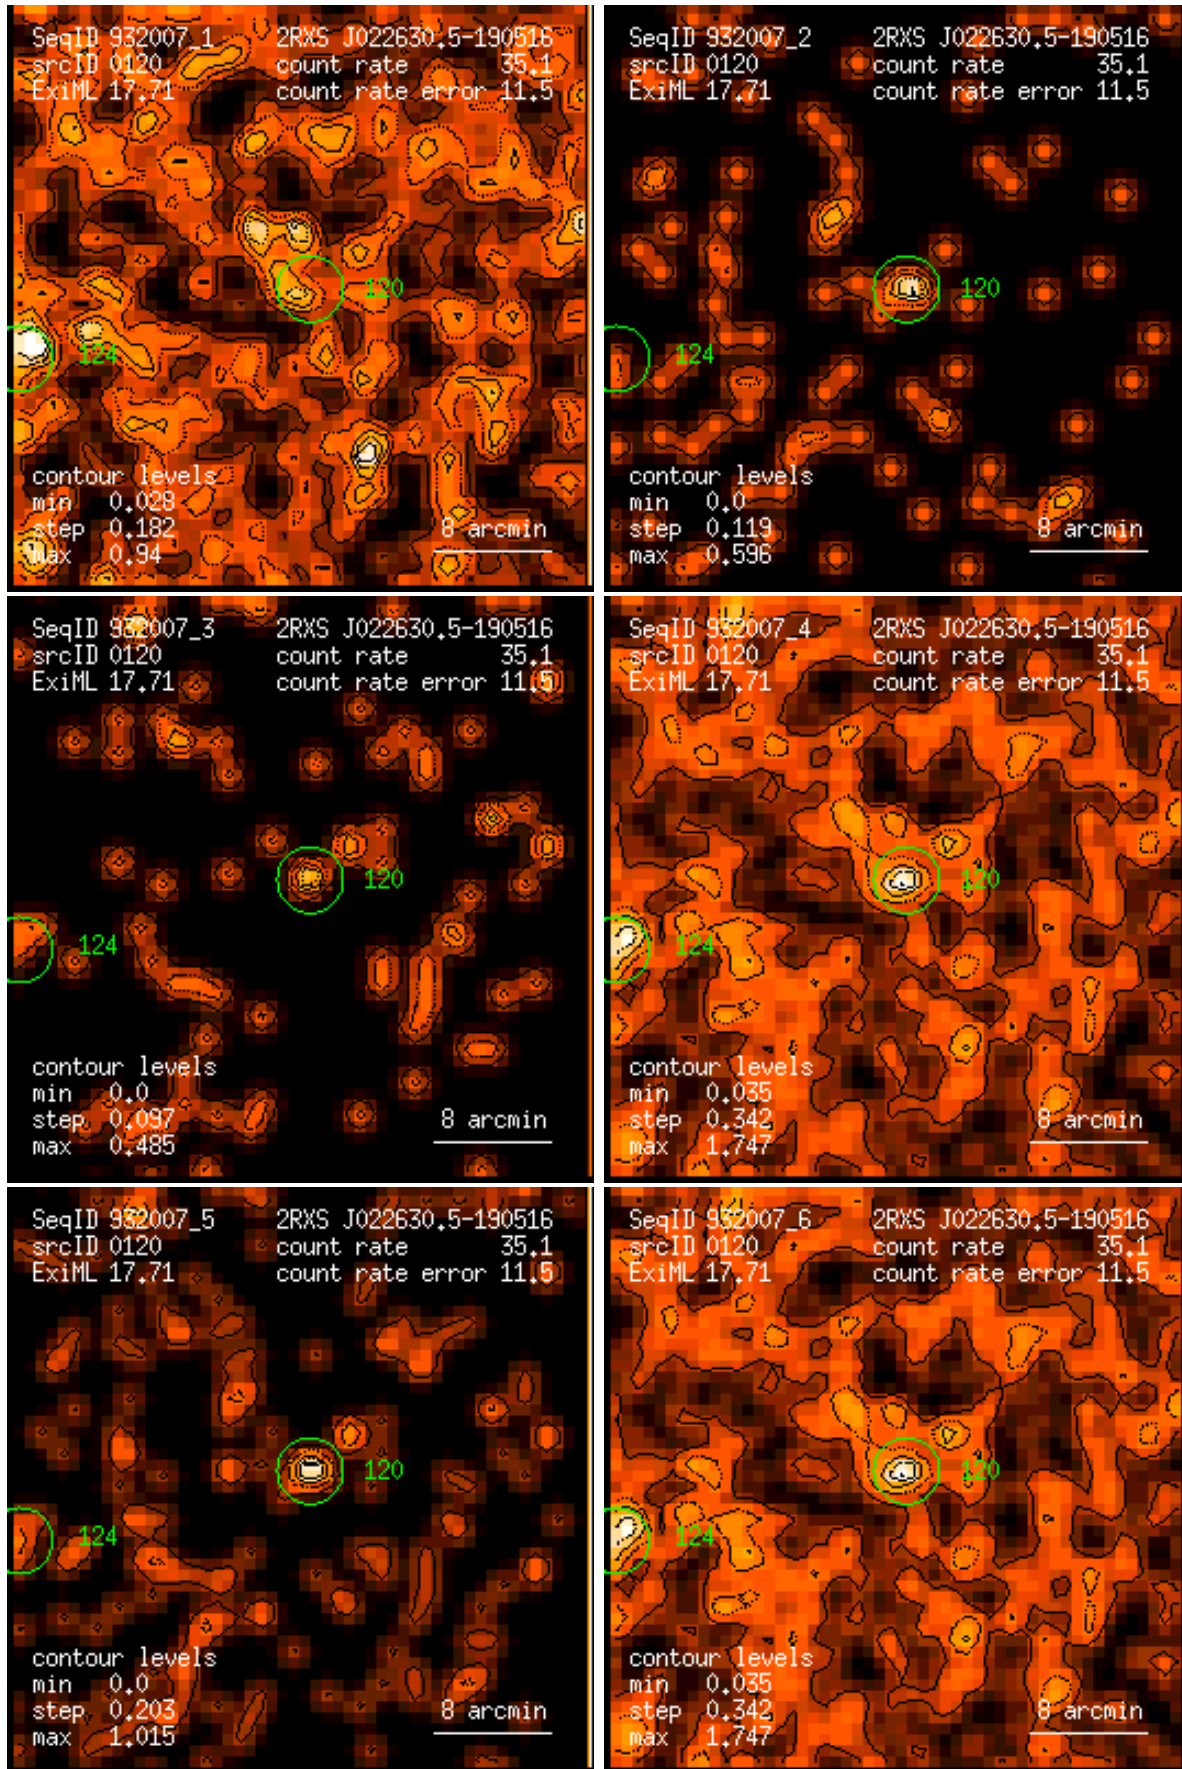 SeqID 932007_1 2RXS J022630.5-190516
srcID 0120 count rate 35.1
ExiML 17.71 count rate error 11.5
120
124
contour levels
min 0.028
step 0.182 8 arcmin
max 0.94
SeqID 932007_2 2RXS J022630.5-190516
srcID 0120 count rate 35.1
ExiML 17.71 count rate error 11.5
120
124
contour levels
min 0.0
step 0.119 8 arcmin
max 0.596
SeqID 932007_3 2RXS J022630.5-190516
srcID 0120 count rate 35.1
ExiML 17.71 count rate error 11.5
120
124
contour levels
min 0.0
step 0.097 8 arcmin
max 0.485
SeqID 932007_4 2RXS J022630.5-190516
srcID 0120 count rate 35.1
ExiML 17.71 count rate error 11.5
120
124
contour levels
min 0.035
step 0.342 8 arcmin
max 1.747
SeqID 932007_5 2RXS J022630.5-190516
srcID 0120 count rate 35.1
ExiML 17.71 count rate error 11.5
120
124
contour levels
min 0.0
step 0.203 8 arcmin
max 1.015
SeqID 932007_6 2RXS J022630.5-190516
srcID 0120 count rate 35.1
ExiML 17.71 count rate error 11.5
120
124
contour levels
min 0.035
step 0.342 8 arcmin
max 1.747